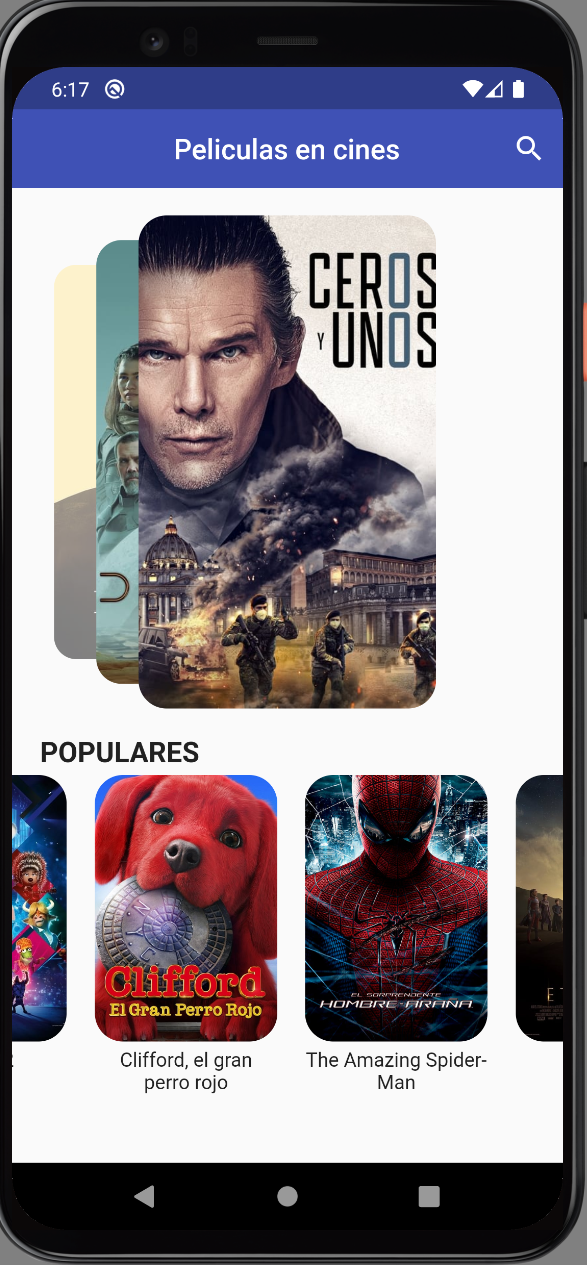 6:17
Peliculas en cines
CEROS
Y UNOS
POPULARES
NYC
Clifford
El Gran Perro Rojo
EL SORPRENDENTE
HOMBRE-ARAÑA
Clifford, el gran
perro rojo
The Amazing Spider-
Man